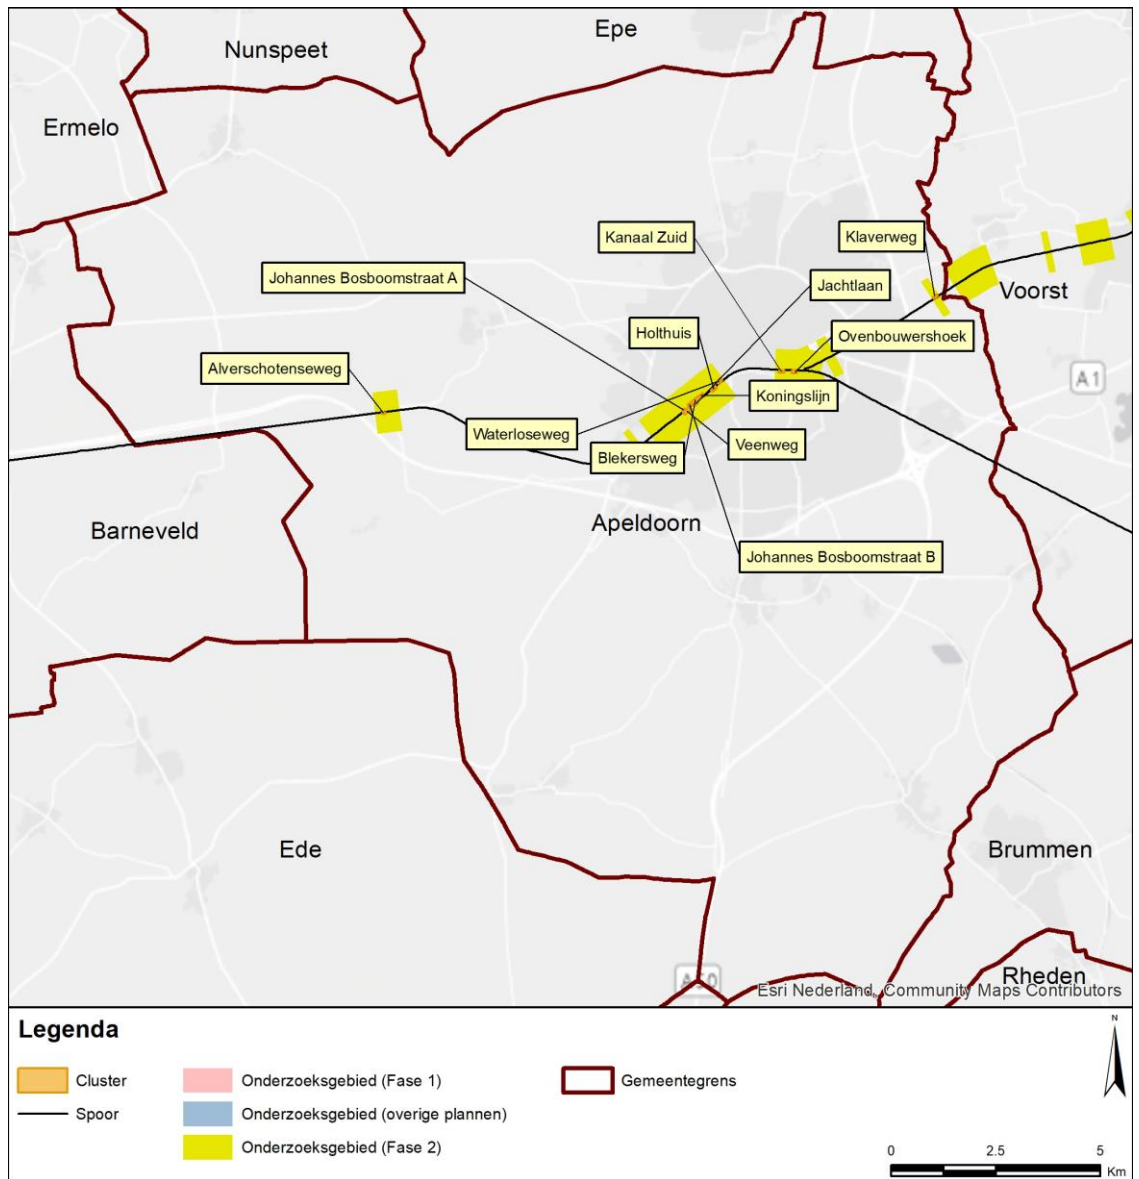 Epe
Nunspeet
Ermelo
Kanaal Zuid
Klaverweg
Johannes Bosboomstraat A
Jachtlaan
Voorst
Holthuis
Ovenbouwershoek
Alverschotenseweg
A1
Koningslijn
Waterloseweg
Veenweg
Blekersweg
Apeldoorn
Barneveld
Johannes Bosboomstraat B
Ede
Brummen
Rheden
A50
Esri Nederland, Community Maps Contributors
Legenda
N
Cluster
Onderzoeksgebied (Fase 1)
Gemeentegrens
Spoor
Onderzoeksgebied (overige plannen)
Onderzoeksgebied (Fase 2)
0 2.5 5
Km